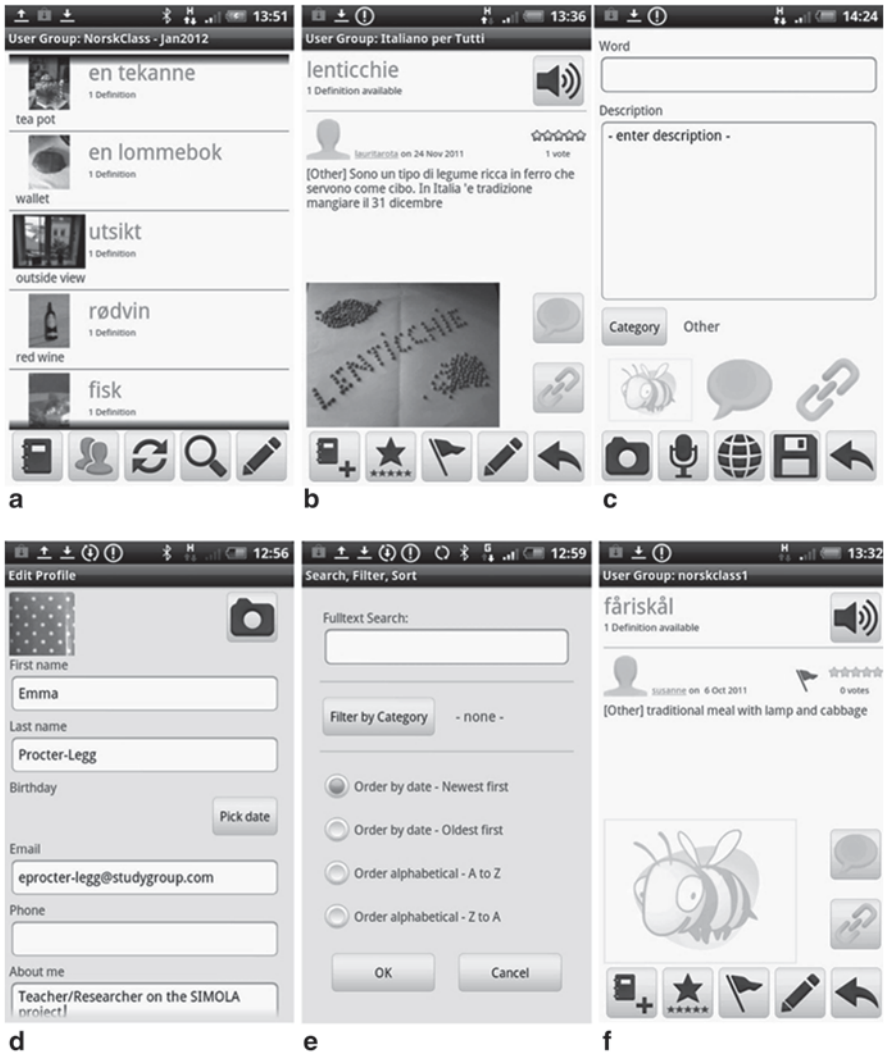 13:51
User Group: NorskClass - Jan2012
en tekanne
1 Definition
tea pot
en lommebok
1 Definition
wallet
utsikt
1 Definition
outside view
rødvin
1 Definition
red wine
fisk
1 Definition
a
H
13:36
User Group: Italiano per Tutti
lenticchie
1 Definition available
lauritarota on 24 Nov 2011
1 vote
[Other] Sono un tipo di legume ricca in ferro che
servono come cibo. In Italia 'e tradizione
mangiare il 31 dicembre
LENTICCHIE
b
H
14:24
Word
Description
- enter description -
Category
Other
c
H
12:56
Edit Profile
First name
Emma
Last name
Procter-Legg
Birthday
Pick date
Email
eprocter-legg@studygroup.com
Phone
About me
Teacher/Researcher on the SIMOLA
project
d
H
12:59
Search, Filter, Sort
Fulltext Search:
Filter by Category
- none -
Order by date - Newest first
Order by date - Oldest first
Order alphabetical - A to Z
Order alphabetical - Z to A
OK
Cancel
e
G
13:32
User Group: norskclass1
fåriskål
1 Definition available
susanne on 6 Oct 2011
0 votes
[Other] traditional meal with lamp and cabbage
f
H